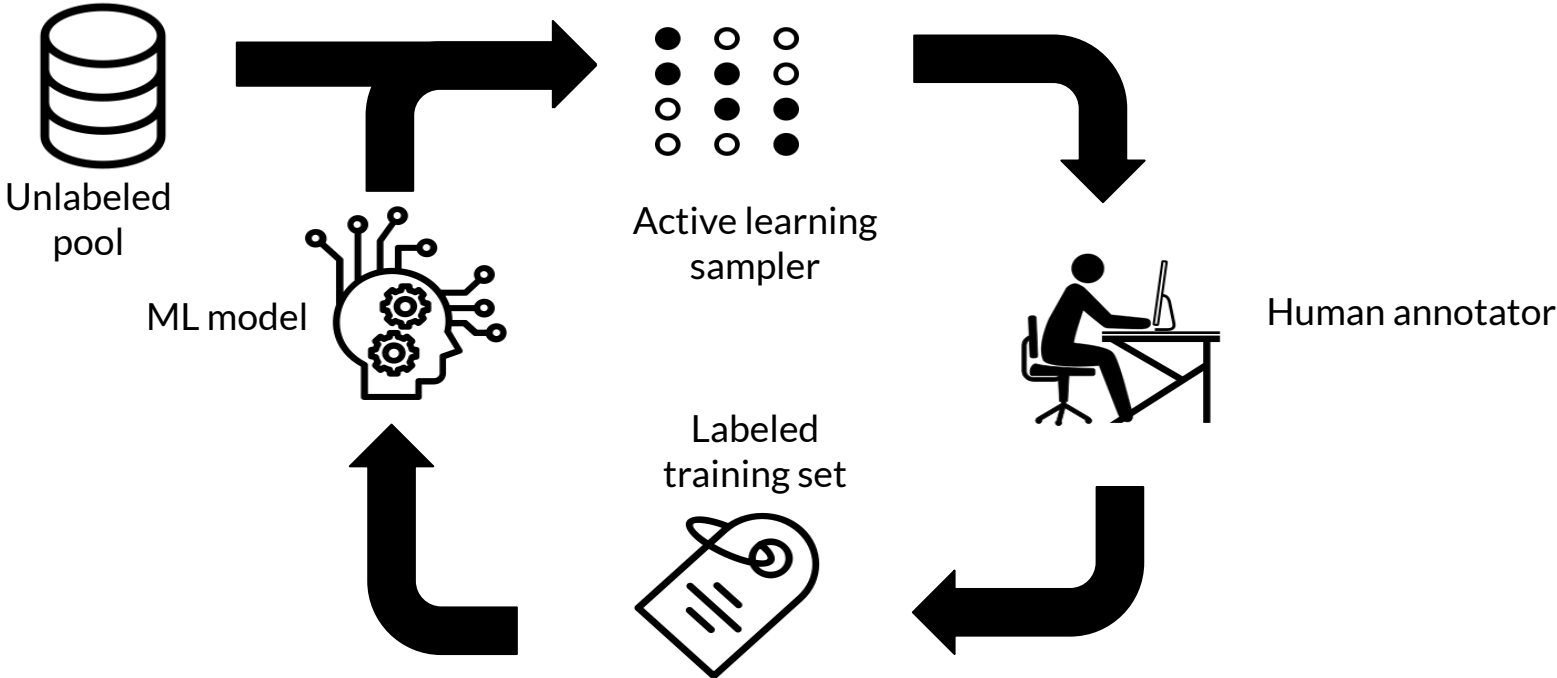 Unlabeled
pool
Active learning
sampler
ML model
Human annotator
Labeled
training set